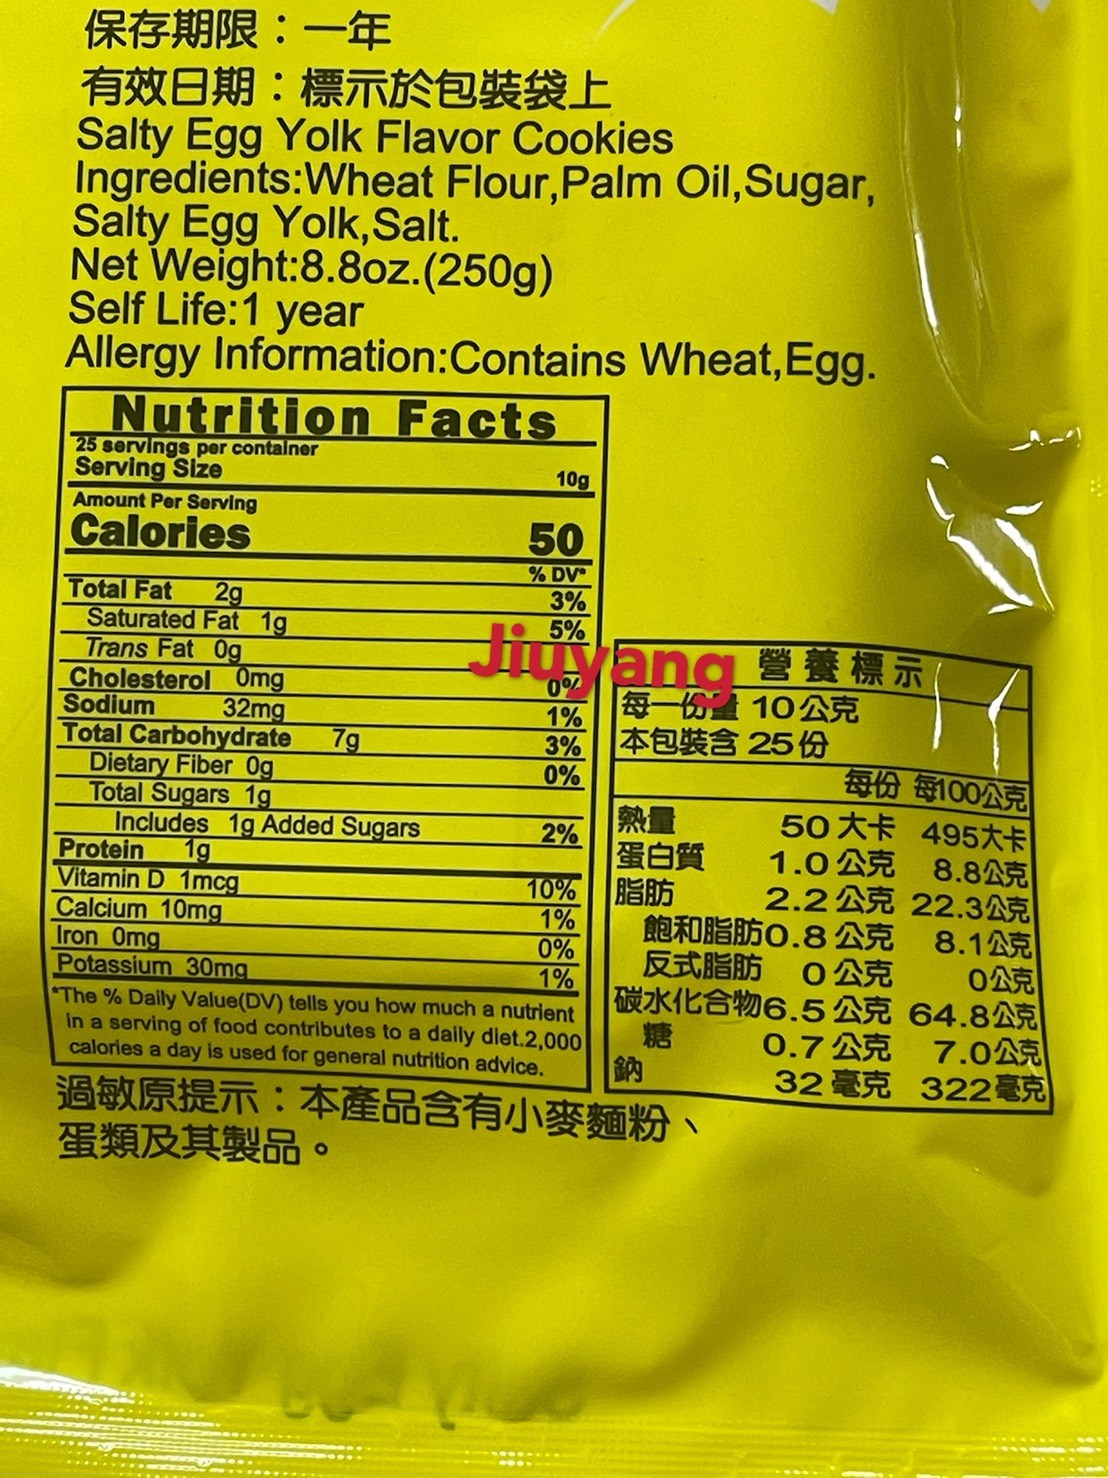 保存期限：一年
有效日期：標示於包裝袋上
Salty Egg Yolk Flavor Cookies
Ingredients:Wheat Flour,Palm Oil,Sugar,
Salty Egg Yolk,Salt.
Net Weight:8.8oz.(250g)
Self Life:1 year
Allergy Information:Contains Wheat,Egg.
Nutrition Facts
25 servings per container
Serving Size 10g
Amount Per Serving
Calories 50
% DV*
Total Fat 2g 3%
Saturated Fat 1g 5%
Trans Fat 0g
Cholesterol 0mg 0%
Sodium 32mg 1%
Total Carbohydrate 7g 3%
Dietary Fiber 0g 0%
Total Sugars 1g
Includes 1g Added Sugars 2%
Protein 1g
Vitamin D 1mcg 10%
Calcium 10mg 1%
Iron 0mg 0%
Potassium 30mg 1%
*The % Daily Value(DV) tells you how much a nutrient
in a serving of food contributes to a daily diet.2,000
calories a day is used for general nutrition advice.
Jiuyang
營養標示
每一份量 10公克
本包裝含 25份
每份 每100公克
熱量 50大卡 495大卡
蛋白質 1.0公克 8.8公克
脂肪 2.2公克 22.3公克
飽和脂肪 0.8公克 8.1公克
反式脂肪 0公克 0公克
碳水化合物 6.5公克 64.8公克
糖 0.7公克 7.0公克
鈉 32毫克 322毫克
過敏原提示：本產品含有小麥麵粉、
蛋類及其製品。